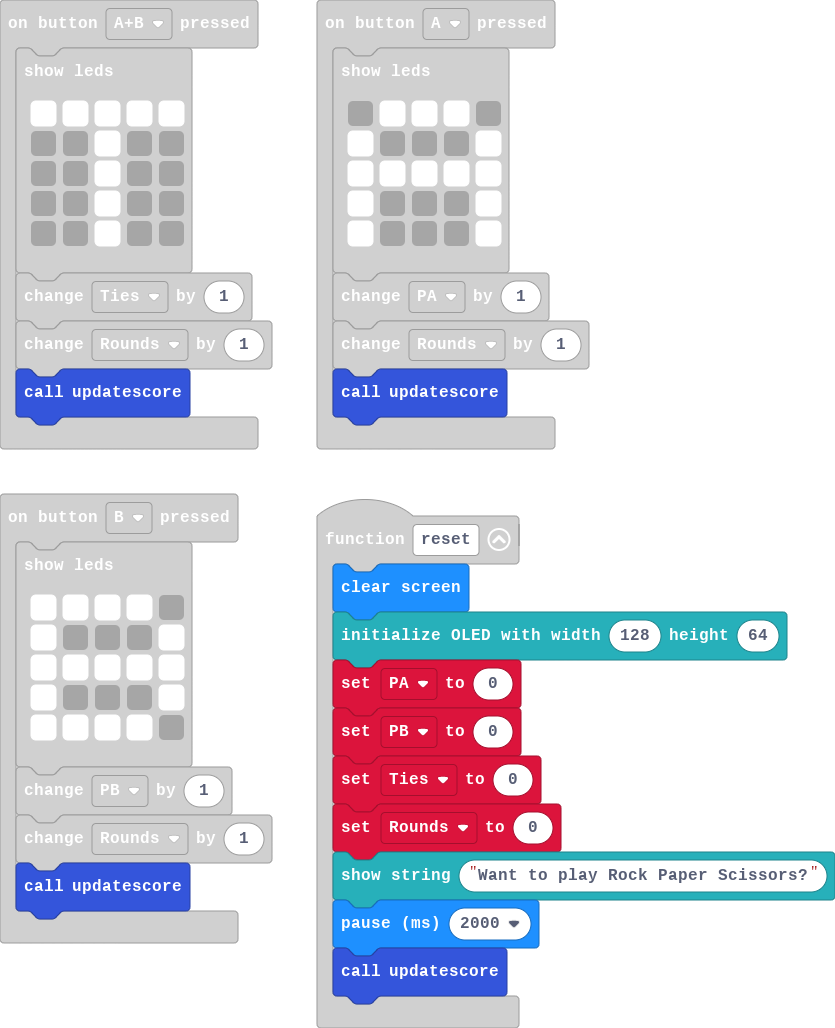 on button A+B pressed
show leds
change Ties by 1
change Rounds by 1
call updatescore
on button A pressed
show leds
change PA by 1
change Rounds by 1
call updatescore
on button B pressed
show leds
change PB by 1
change Rounds by 1
call updatescore
function reset
clear screen
initialize OLED with width 128 height 64
set PA to 0
set PB to 0
set Ties to 0
set Rounds to 0
show string "Want to play Rock Paper Scissors?"
pause (ms) 2000
call updatescore